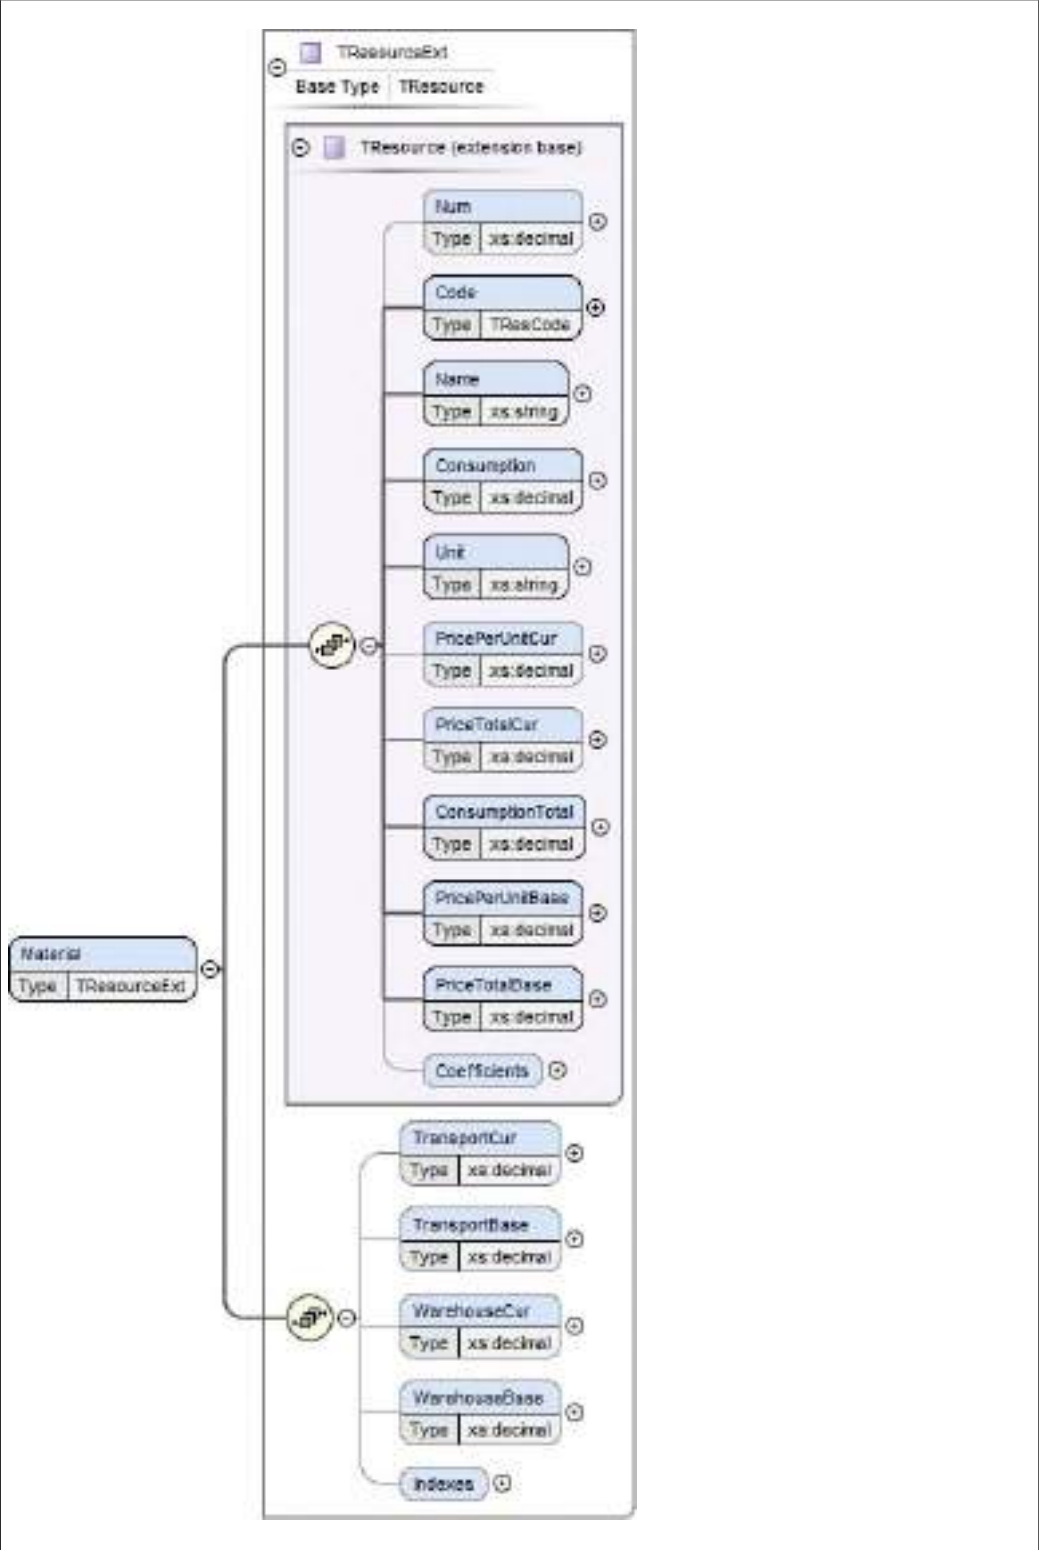 TResourceExt
Base Type TResource
TResource (extension base)
Num
Type xs:decimal
Code
Type TResCode
Name
Type xs:string
Consumption
Type xs:decimal
Unit
Type xs:string
PricePerUnitCur
Type xs:decimal
PriceTotalCur
Type xs:decimal
ConsumptionTotal
Type xs:decimal
PricePerUnitBase
Type xs:decimal
Material
Type TResourceExt
PriceTotalBase
Type xs:decimal
Coefficients
TransportCur
Type xs:decimal
TransportBase
Type xs:decimal
WarehouseCur
Type xs:decimal
WarehouseBase
Type xs:decimal
Indexes